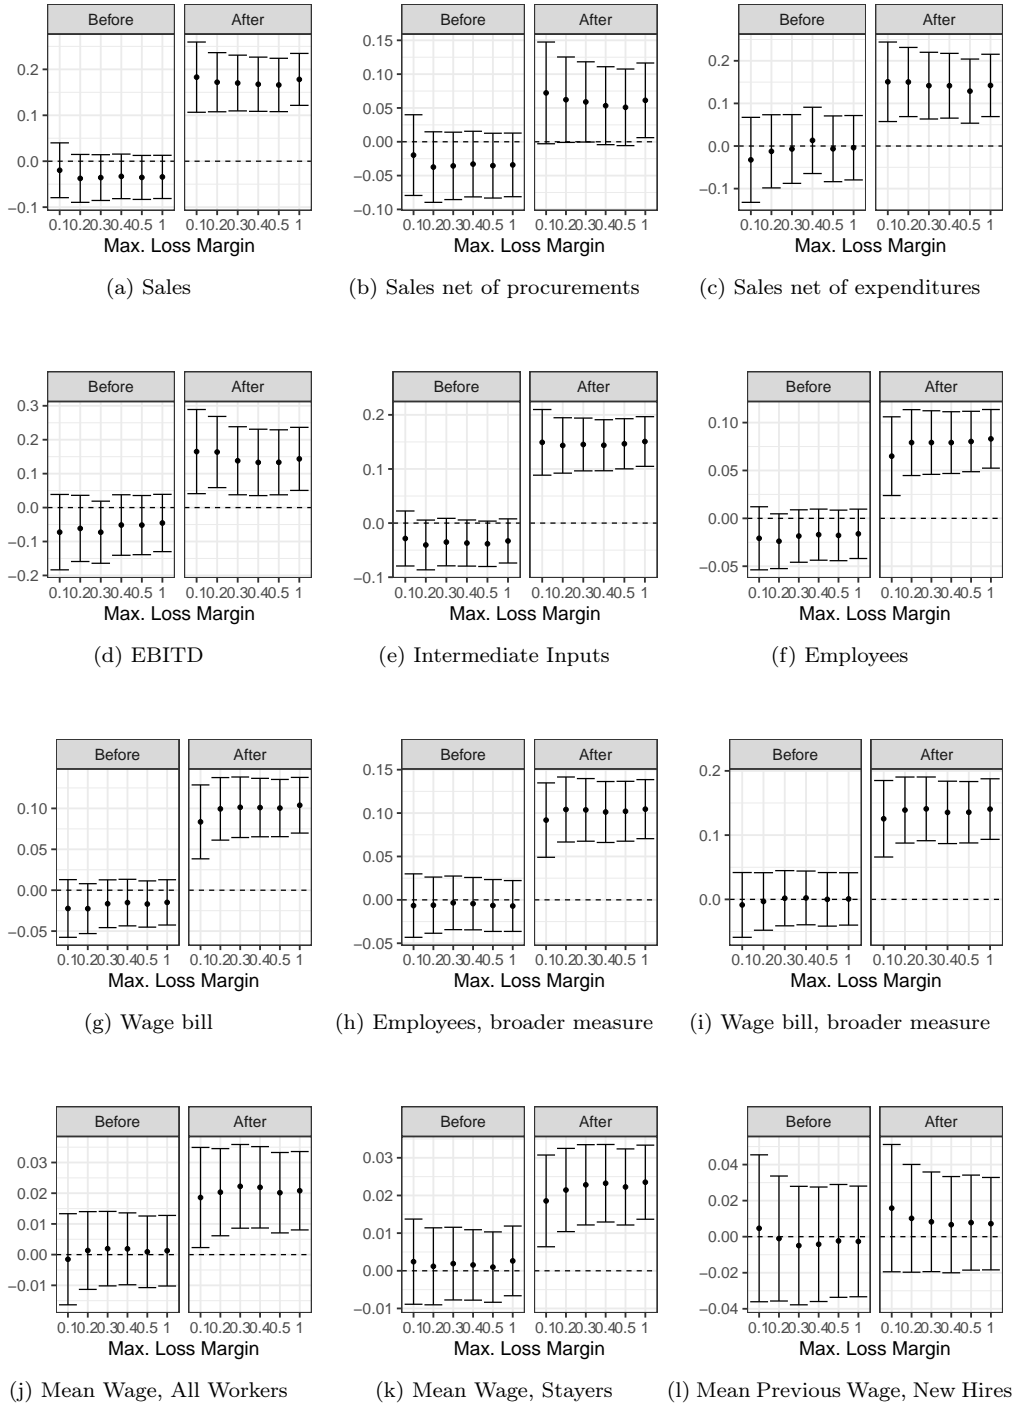 Before After Before After Before After
0.2
0.1
0.0
−0.1
0.10.20.30.40.5 1 0.10.20.30.40.5 1
Max. Loss Margin
0.15
0.10
0.05
0.00
−0.05
−0.10
0.10.20.30.40.5 1 0.10.20.30.40.5 1
Max. Loss Margin
0.2
0.1
0.0
−0.1
0.10.20.30.40.5 1 0.10.20.30.40.5 1
Max. Loss Margin
(a) Sales (b) Sales net of procurements (c) Sales net of expenditures
Before After Before After Before After
0.3
0.2
0.1
0.0
−0.1
−0.2
0.10.20.30.40.5 1 0.10.20.30.40.5 1
Max. Loss Margin
0.2
0.1
0.0
−0.1
0.10.20.30.40.5 1 0.10.20.30.40.5 1
Max. Loss Margin
0.10
0.05
0.00
−0.05
0.10.20.30.40.5 1 0.10.20.30.40.5 1
Max. Loss Margin
(d) EBITD (e) Intermediate Inputs (f) Employees
Before After Before After Before After
0.10
0.05
0.00
−0.05
0.10.20.30.40.5 1 0.10.20.30.40.5 1
Max. Loss Margin
0.15
0.10
0.05
0.00
−0.05
0.10.20.30.40.5 1 0.10.20.30.40.5 1
Max. Loss Margin
0.2
0.1
0.0
0.10.20.30.40.5 1 0.10.20.30.40.5 1
Max. Loss Margin
(g) Wage bill (h) Employees, broader measure (i) Wage bill, broader measure
Before After Before After Before After
0.03
0.02
0.01
0.00
−0.01
0.10.20.30.40.5 1 0.10.20.30.40.5 1
Max. Loss Margin
0.03
0.02
0.01
0.00
−0.01
0.10.20.30.40.5 1 0.10.20.30.40.5 1
Max. Loss Margin
0.04
0.02
0.00
−0.02
−0.04
0.10.20.30.40.5 1 0.10.20.30.40.5 1
Max. Loss Margin
(j) Mean Wage, All Workers (k) Mean Wage, Stayers (l) Mean Previous Wage, New Hires